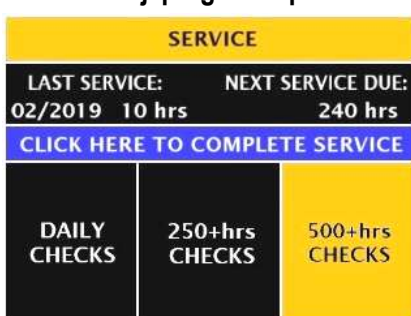 SERVICE
LAST SERVICE: NEXT SERVICE DUE:
02/2019 10 hrs 240 hrs
CLICK HERE TO COMPLETE SERVICE
DAILY CHECKS
250+hrs CHECKS
500+hrs CHECKS